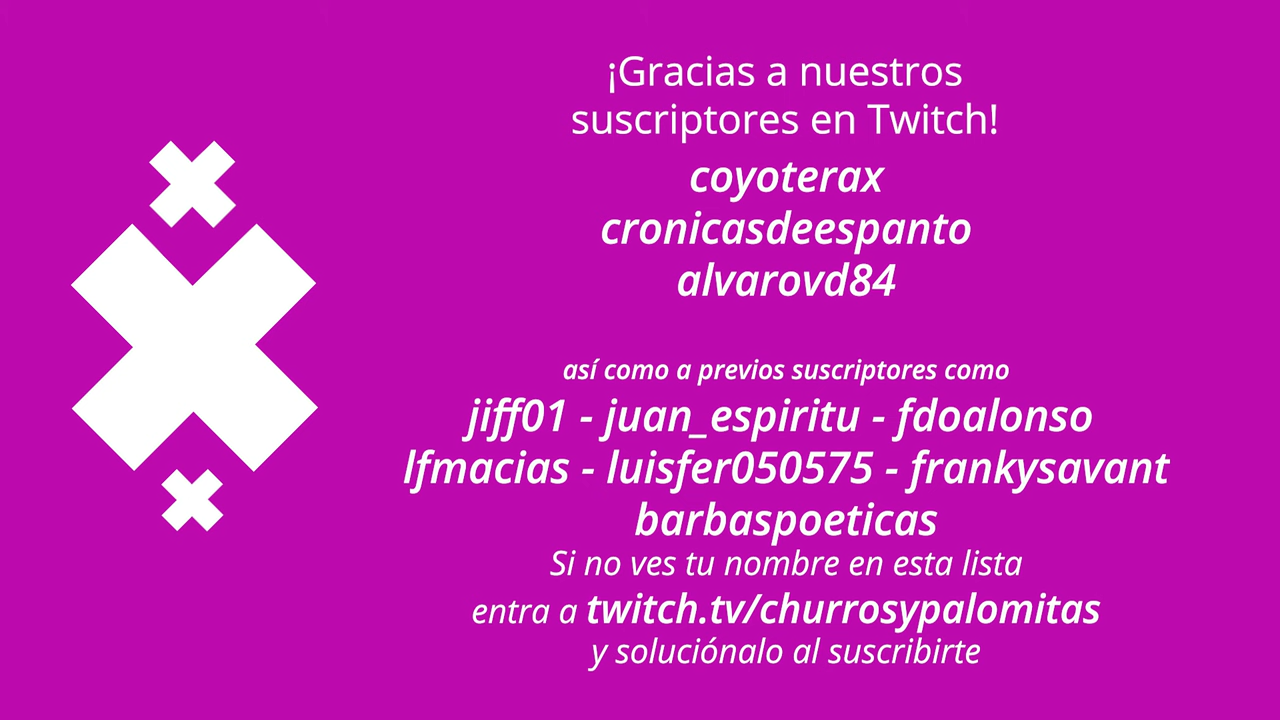 ¡Gracias a nuestros
suscriptores en Twitch!
coyoterax
cronicasdeespanto
alvarovd84
así como a previos suscriptores como
jiff01 - juan_espiritu - fdoalonso
lfmacias - luisfer050575 - frankysavant
barbaspoeticas
Si no ves tu nombre en esta lista
entra a twitch.tv/churrosypalomitas
y soluciónalo al suscribirte